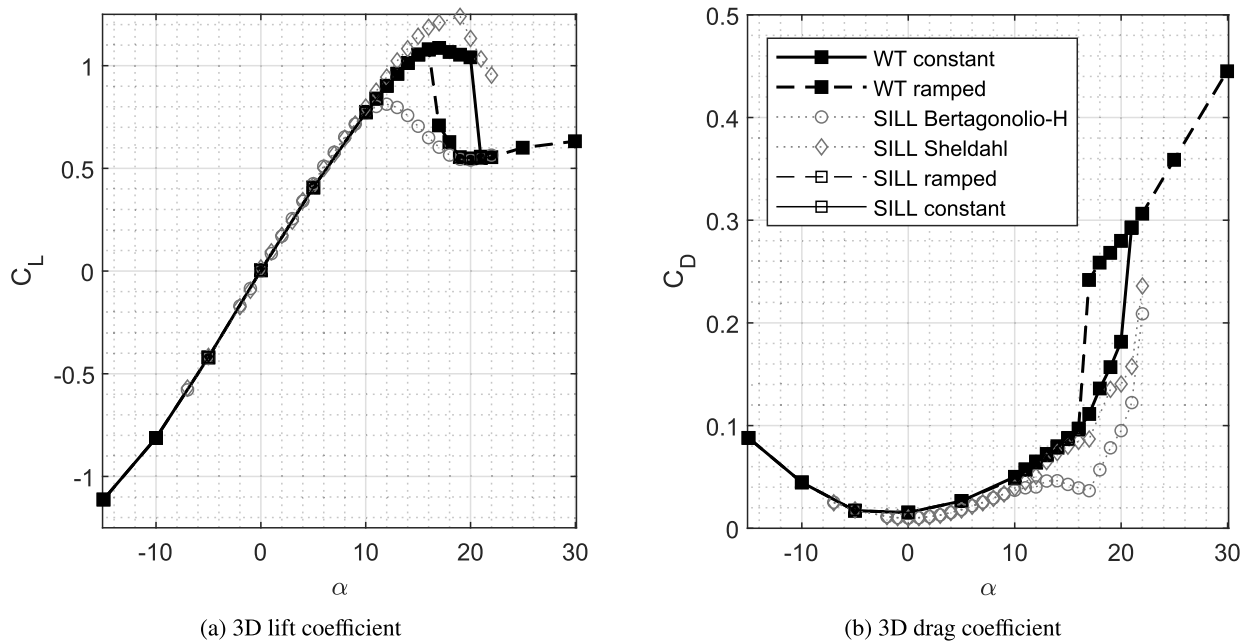 1
0.5
0
-0.5
-1
C_L
-10 0 10 20 30
α
(a) 3D lift coefficient
0.5
0.4
0.3
0.2
0.1
0
C_D
WT constant
WT ramped
SILL Bertagonolio-H
SILL Sheldahl
SILL ramped
SILL constant
-10 0 10 20 30
α
(b) 3D drag coefficient